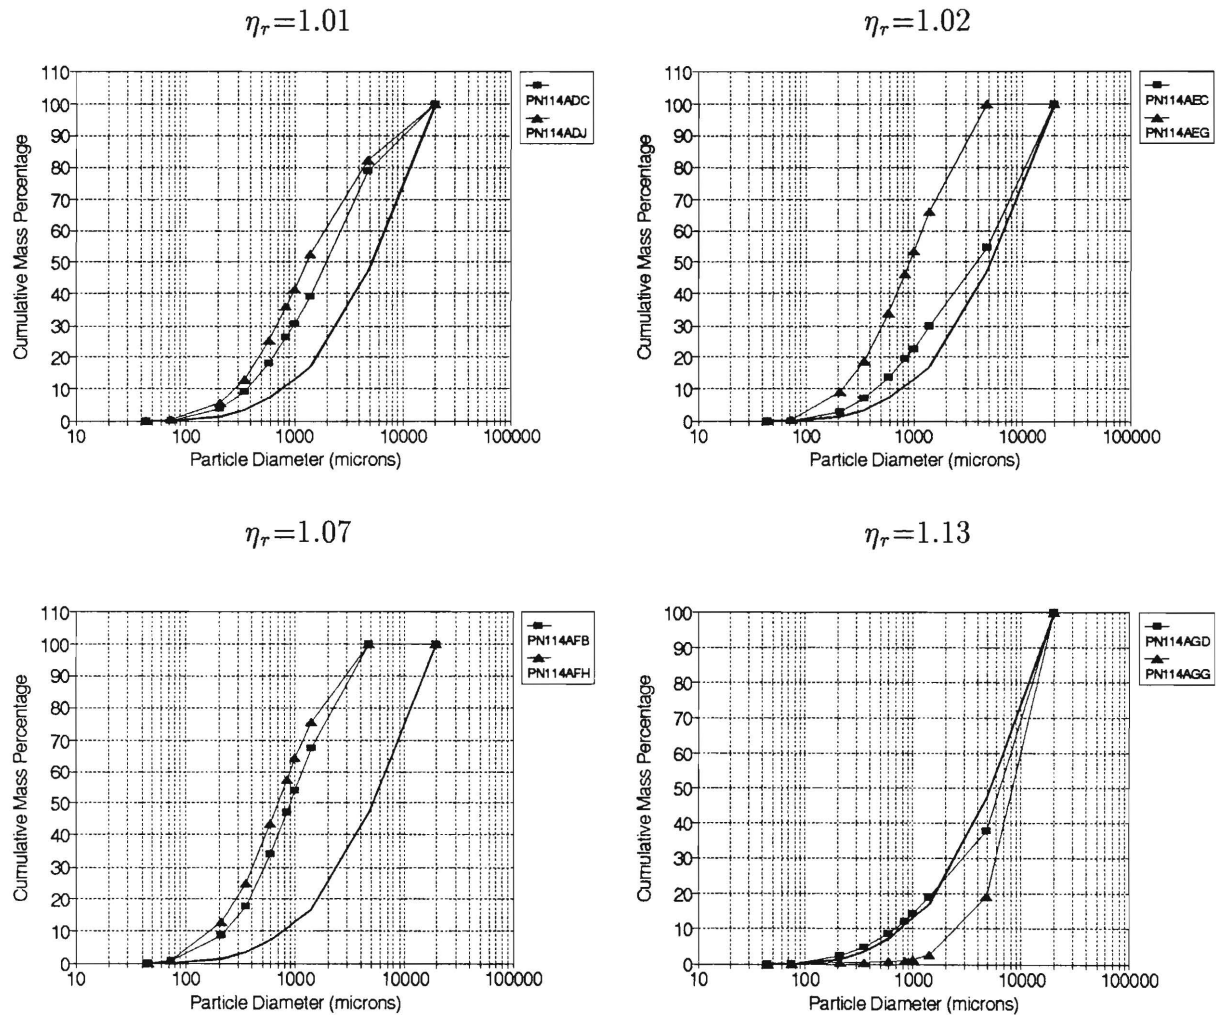 η_r=1.01
110
100
90
80
70
60
50
40
30
20
10
0
Cumulative Mass Percentage
10 100 1000 10000 100000
Particle Diameter (microns)
PN114ADC
PN114ADJ
η_r=1.02
110
100
90
80
70
60
50
40
30
20
10
0
Cumulative Mass Percentage
10 100 1000 10000 100000
Particle Diameter (microns)
PN114AEC
PN114AEG
η_r=1.07
110
100
90
80
70
60
50
40
30
20
10
0
Cumulative Mass Percentage
10 100 1000 10000 100000
Particle Diameter (microns)
PN114AFB
PN114AFH
η_r=1.13
100
90
80
70
60
50
40
30
20
10
0
Cumulative Mass Percentage
10 100 1000 10000 100000
Particle Diameter (microns)
PN114AGD
PN114AGG